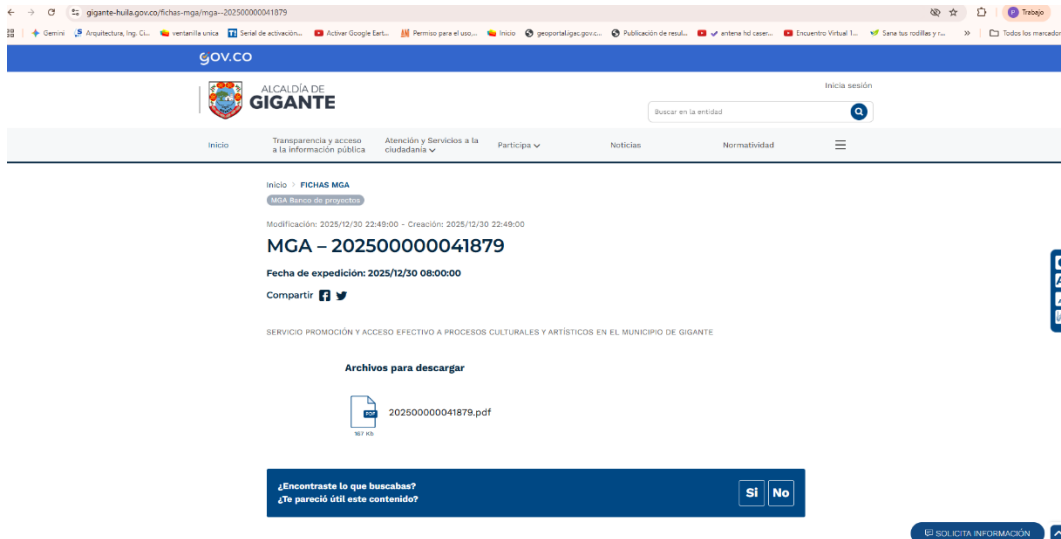 gigante-huila.gov.co/fichas-mga/mga--202500000041879
Trabajo
Gemini
Arquitectura, Ing. Ci...
ventanilla unica
Serial de activación...
Activar Google Eart...
Permiso para el uso,...
Inicio
geoportal.igac.gov.c...
Publicación de resul...
antena hd caser...
Encuentro Virtual 1...
Sana tus rodillas y r...
»
Todos los marcador
GOV.CO
ALCALDÍA DE
GIGANTE
Inicia sesión
Buscar en la entidad
Inicio
Transparencia y acceso
a la información pública
Atención y Servicios a la
ciudadanía
Participa
Noticias
Normatividad
Inicio > FICHAS MGA
MGA Banco de proyectos
Modificación: 2025/12/30 22:49:00 - Creación: 2025/12/30 22:49:00
MGA – 202500000041879
Fecha de expedición: 2025/12/30 08:00:00
Compartir
SERVICIO PROMOCIÓN Y ACCESO EFECTIVO A PROCESOS CULTURALES Y ARTÍSTICOS EN EL MUNICIPIO DE GIGANTE
Archivos para descargar
PDF
202500000041879.pdf
167 Kb
¿Encontraste lo que buscabas?
¿Te pareció útil este contenido?
Si
No
SOLICITA INFORMACIÓN